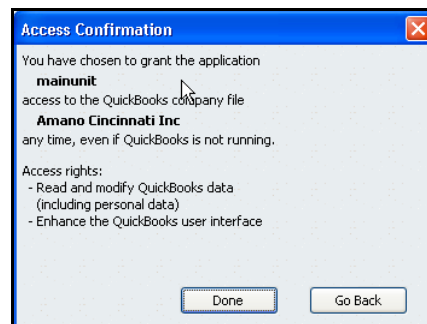 Access Confirmation
You have chosen to grant the application
mainunit
access to the QuickBooks company file
Amano Cincinnati Inc
any time, even if QuickBooks is not running.
Access rights:
- Read and modify QuickBooks data
(including personal data)
- Enhance the QuickBooks user interface
Done
Go Back